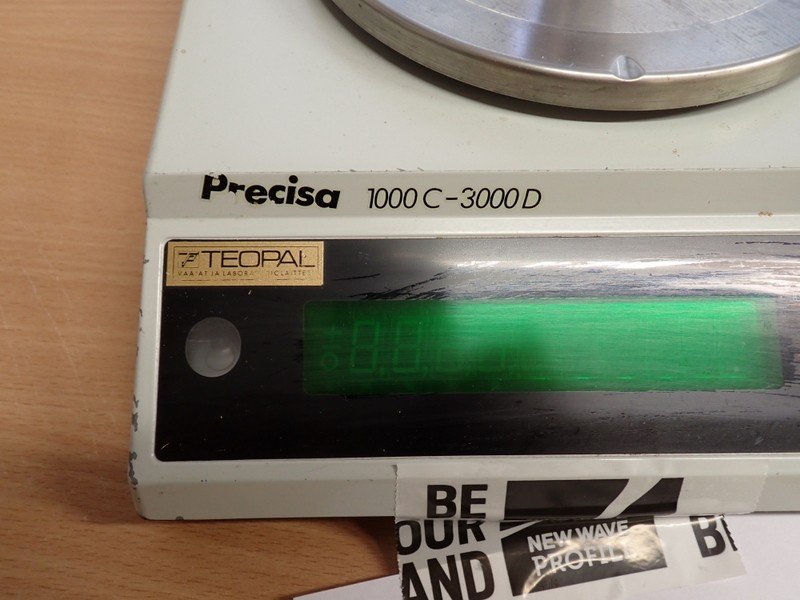 Precisa 1000 C-3000 D
TEOPAL
BE
OUR
AND
NEW WAVE
PROFILE